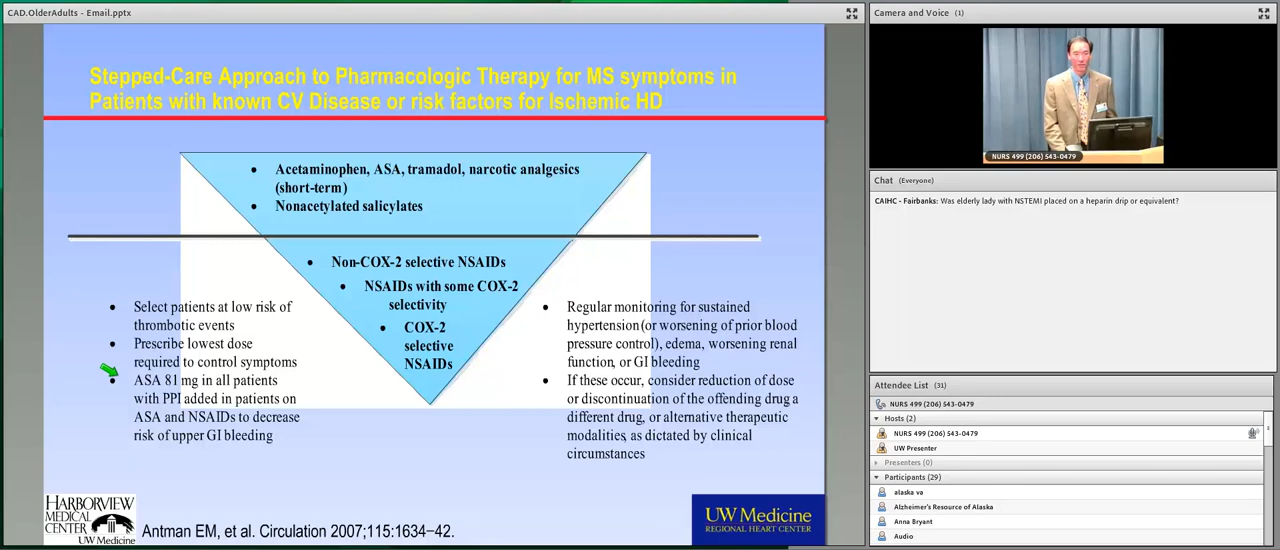 CAD.OlderAdults - Email.pptx
Stepped-Care Approach to Pharmacologic Therapy for MS symptoms in
Patients with known CV Disease or risk factors for Ischemic HD
• Acetaminophen, ASA, tramadol, narcotic analgesics
(short-term)
• Nonacetylated salicylates
• Non-COX-2 selective NSAIDs
• NSAIDs with some COX-2
selectivity
• COX-2
selective
NSAIDs
• Select patients at low risk of
thrombotic events
• Prescribe lowest dose
required to control symptoms
• ASA 81 mg in all patients
with PPI added in patients on
ASA and NSAIDs to decrease
risk of upper GI bleeding
• Regular monitoring for sustained
hypertension (or worsening of prior blood
pressure control), edema, worsening renal
function, or GI bleeding
• If these occur, consider reduction of dose
or discontinuation of the offending drug a
different drug, or alternative therapeutic
modalities, as dictated by clinical
circumstances
HARBORVIEW
MEDICAL
CENTER
UW Medicine
Antman EM, et al. Circulation 2007;115:1634–42.
UW Medicine
REGIONAL HEART CENTER
Camera and Voice (1)
NURS 499 (206) 543-0479
Chat (Everyone)
CAIHC - Fairbanks: Was elderly lady with NSTEMI placed on a heparin drip or equivalent?
Attendee List (31)
NURS 499 (206) 543-0479
Hosts (2)
NURS 499 (206) 543-0479
UW Presenter
Presenters (0)
Participants (29)
alaska va
Alzheimer's Resource of Alaska
Anna Bryant
Audio